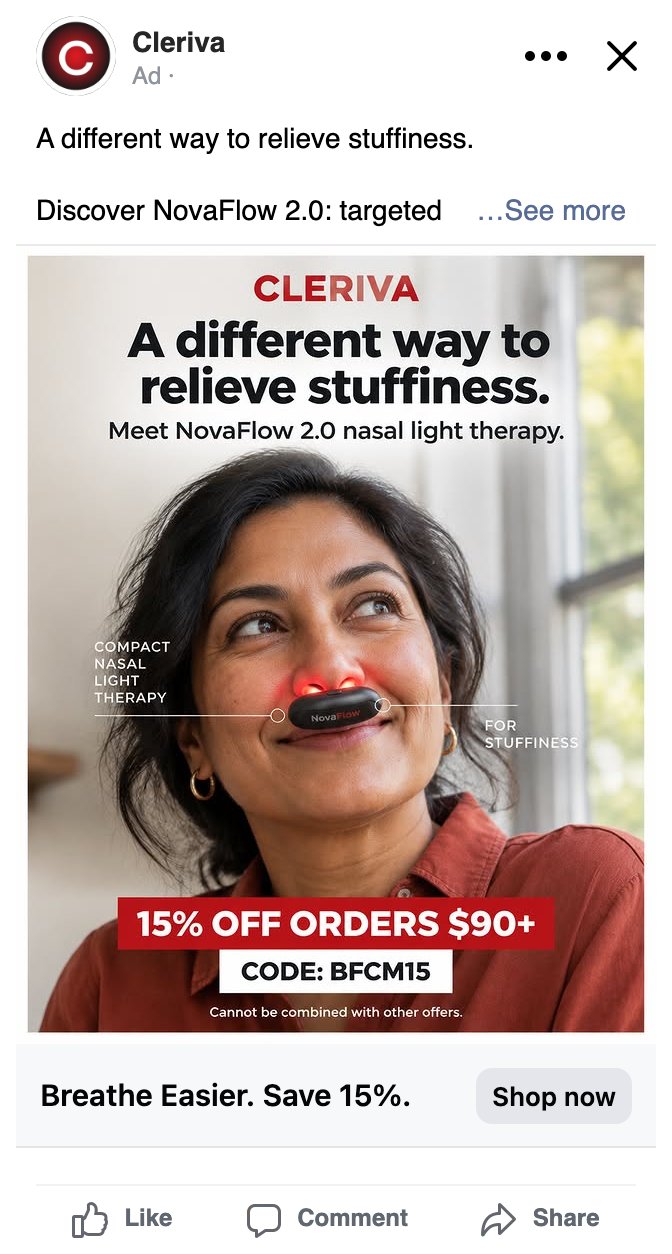 Cleriva
Ad ·
A different way to relieve stuffiness.
Discover NovaFlow 2.0: targeted ...See more
CLERIVA
A different way to
relieve stuffiness.
Meet NovaFlow 2.0 nasal light therapy.
COMPACT
NASAL
LIGHT
THERAPY
NovaFlow
FOR
STUFFINESS
15% OFF ORDERS $90+
CODE: BFCM15
Cannot be combined with other offers.
Breathe Easier. Save 15%.
Shop now
Like Comment Share